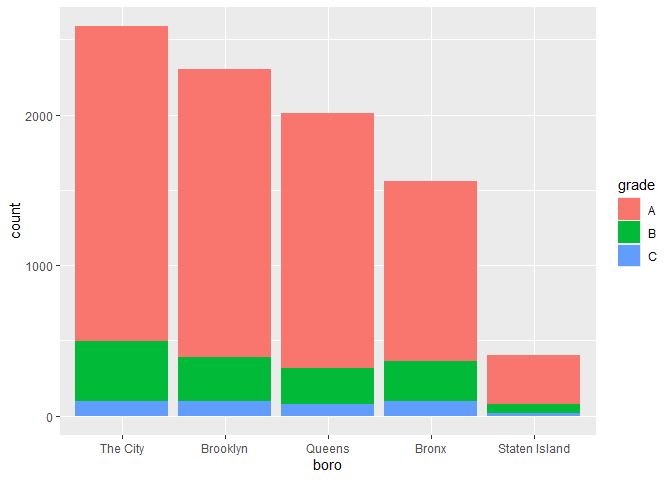 2000
1000
0
count
The City Brooklyn Queens Bronx Staten Island
boro
grade
A
B
C